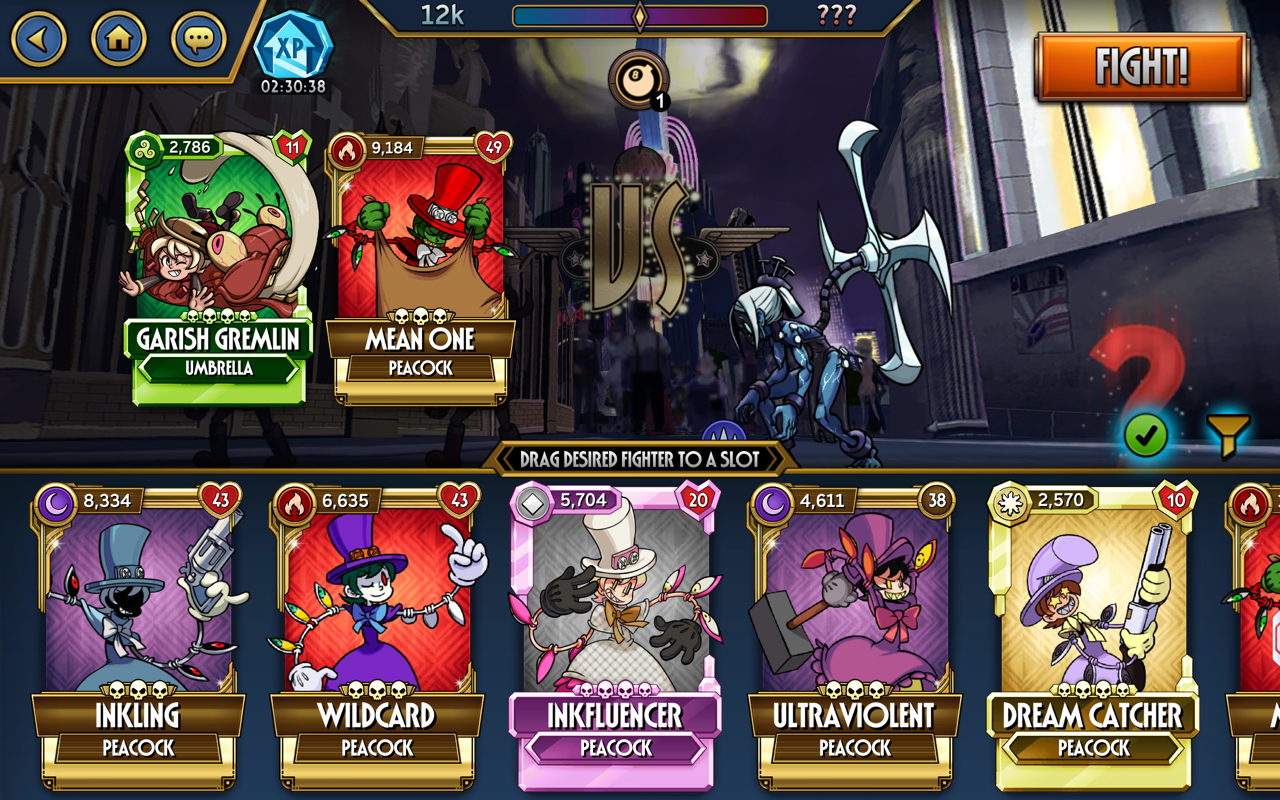 12k
???
XP
02:30:38
8
1
FIGHT!
2,786
11
9,184
49
VS
GARISH GREMLIN
UMBRELLA
MEAN ONE
PEACOCK
?
DRAG DESIRED FIGHTER TO A SLOT
8,334
43
6,635
43
5,704
20
4,611
38
2,570
10
INKLING
PEACOCK
WILDCARD
PEACOCK
INKFLUENCER
PEACOCK
ULTRAVIOLENT
PEACOCK
DREAM CATCHER
PEACOCK